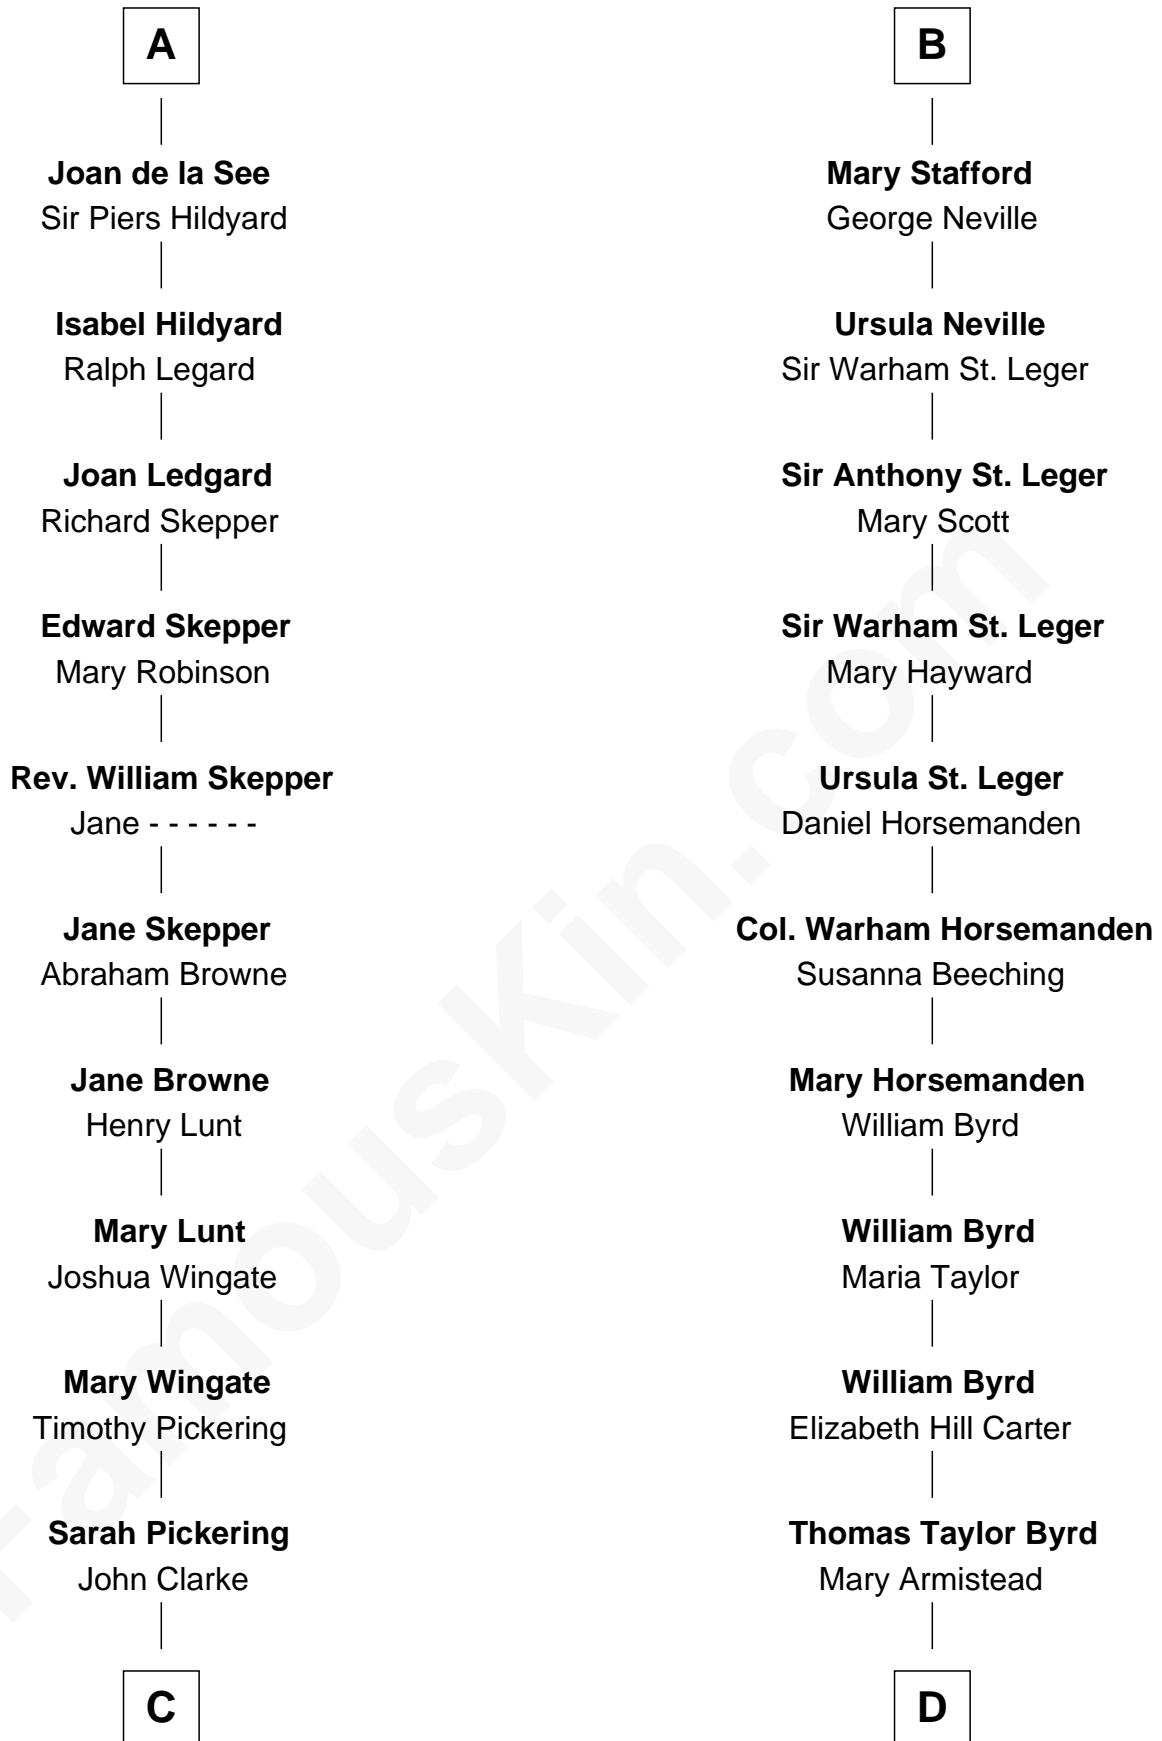 A
Joan de la See
Sir Piers Hildyard
Isabel Hildyard
Ralph Legard
Joan Ledgard
Richard Skepper
Edward Skepper
Mary Robinson
Rev. William Skepper
Jane - - - - - -
Jane Skepper
Abraham Browne
Jane Browne
Henry Lunt
Mary Lunt
Joshua Wingate
Mary Wingate
Timothy Pickering
Sarah Pickering
John Clarke
C
B
Mary Stafford
George Neville
Ursula Neville
Sir Warham St. Leger
Sir Anthony St. Leger
Mary Scott
Sir Warham St. Leger
Mary Hayward
Ursula St. Leger
Daniel Horsemanden
Col. Warham Horsemanden
Susanna Beeching
Mary Horsemanden
William Byrd
William Byrd
Maria Taylor
William Byrd
Elizabeth Hill Carter
Thomas Taylor Byrd
Mary Armistead
D
FamousKin.com